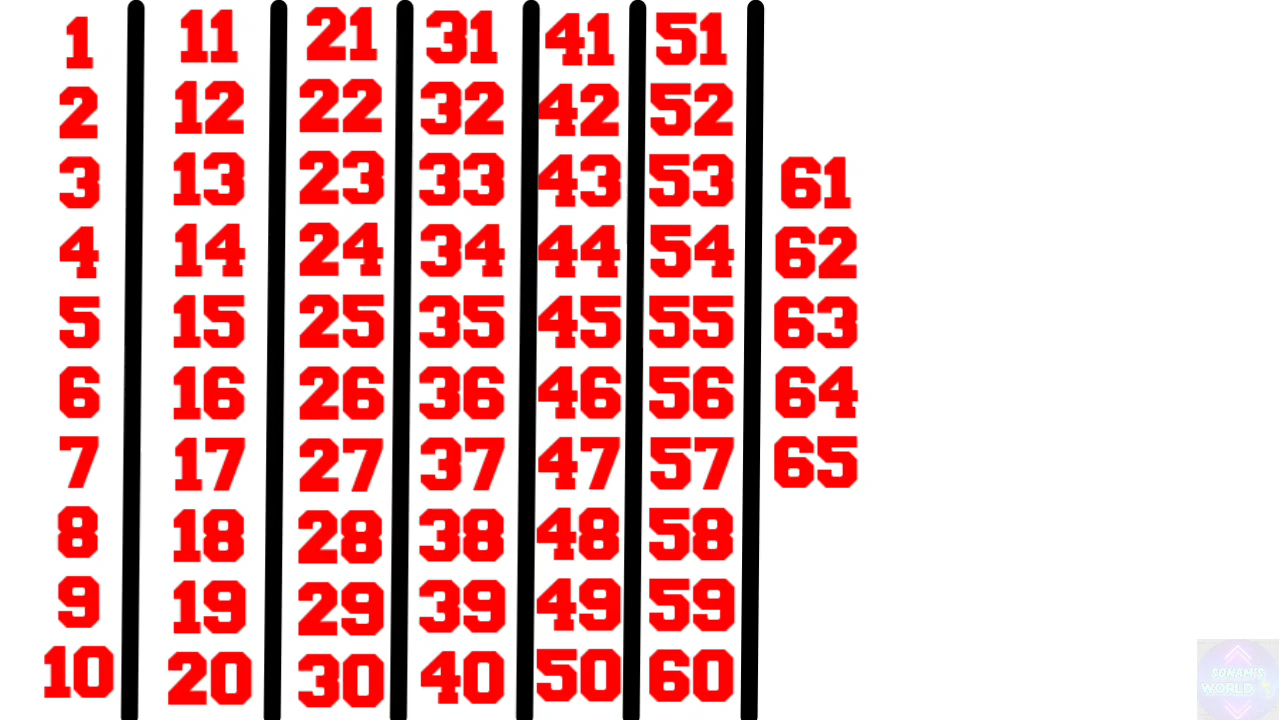 1 11 21 31 41 51
2 12 22 32 42 52
3 13 23 33 43 53 61
4 14 24 34 44 54 62
5 15 25 35 45 55 63
6 16 26 36 46 56 64
7 17 27 37 47 57 65
8 18 28 38 48 58
9 19 29 39 49 59
10 20 30 40 50 60
SONAMIS
WORLD